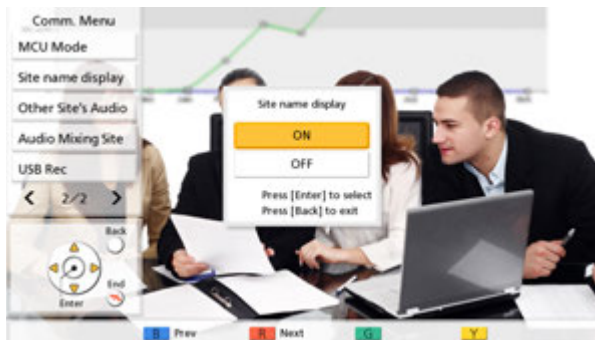 Comm. Menu
MCU Mode
Site name display
Other Site's Audio
Audio Mixing Site
USB Rec
2/2
Back
End
Enter
Site name display
ON
OFF
Press [Enter] to select
Press [Back] to exit
B Prev R Next G Y